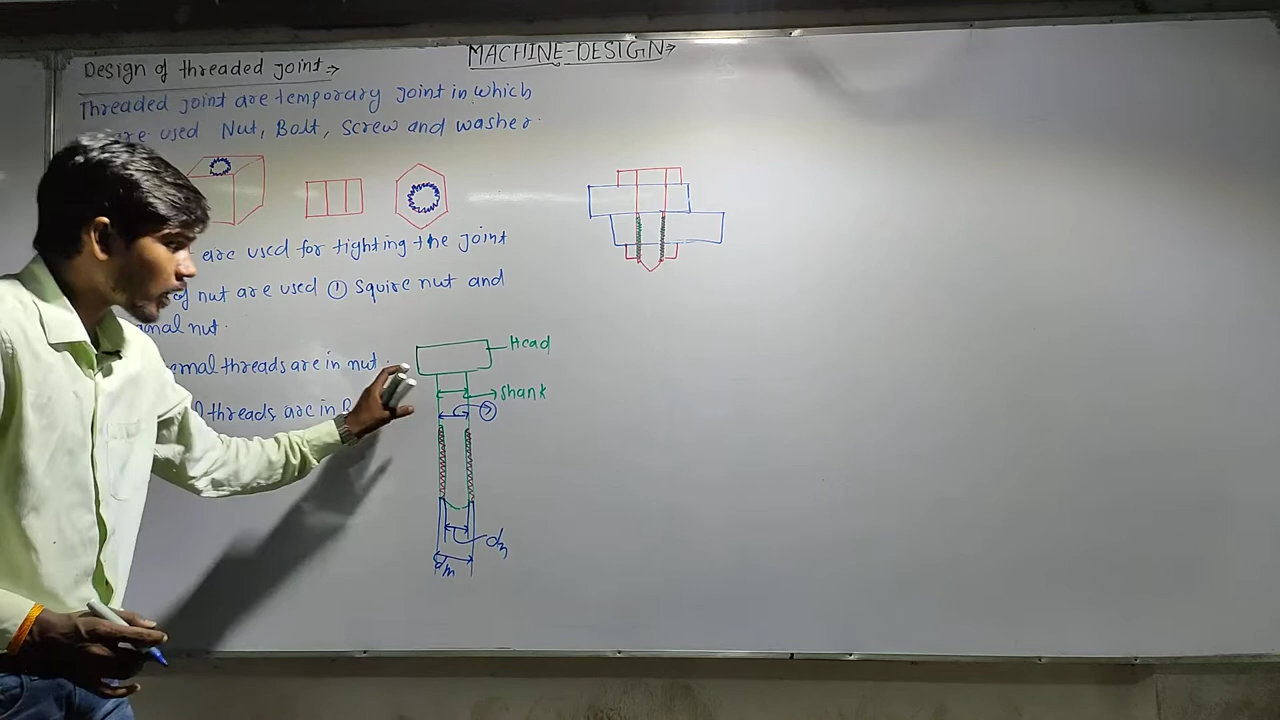 MACHINE-DESIGN→
Design of threaded joint→
Threaded joint are temporary joint in which
are used Nut, Bolt, Screw and washer.
are used for tighting the joint
of nut are used ① Squire nut and
nal nut.
ernal threads are in nut.
threads are in
Head
Shank